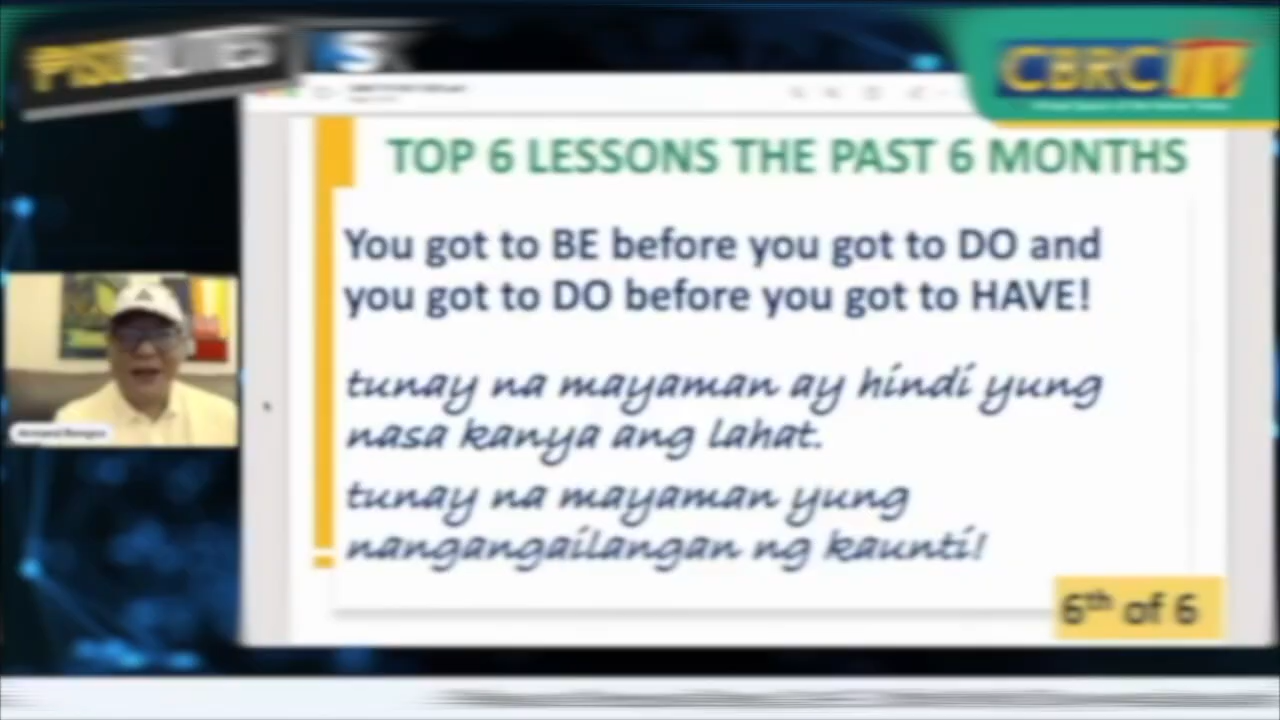 CBRC TV
TOP 6 LESSONS THE PAST 6 MONTHS
You got to BE before you got to DO and
you got to DO before you got to HAVE!
tunay na mayaman ay hindi yung
nasa kanya ang lahat.
tunay na mayaman yung
nangangailangan ng kaunti!
6th of 6